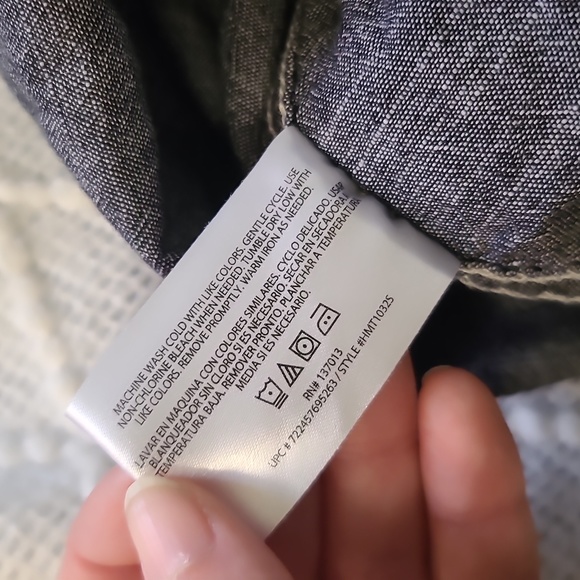 MACHINE WASH COLD WITH LIKE COLORS. GENTLE CYCLE. USE
NON-CHLORINE BLEACH WHEN NEEDED. TUMBLE DRY LOW WITH
LIKE COLORS. REMOVE PROMPTLY. WARM IRON AS NEEDED.
LAVAR EN MAQUINA CON COLORES SIMILARES. CYCLO DELICADO. USAR
BLANQUEADOR SIN CLORO SI ES NECESARIO. SECAR EN SECADORA
TEMPERATURA BAJA. REMOVER PRONTO. PLANCHAR A TEMPERATURA
MEDIA SI ES NECESARIO.
RN# 137013
UPC # 722457695263 / STYLE #HMT1032S